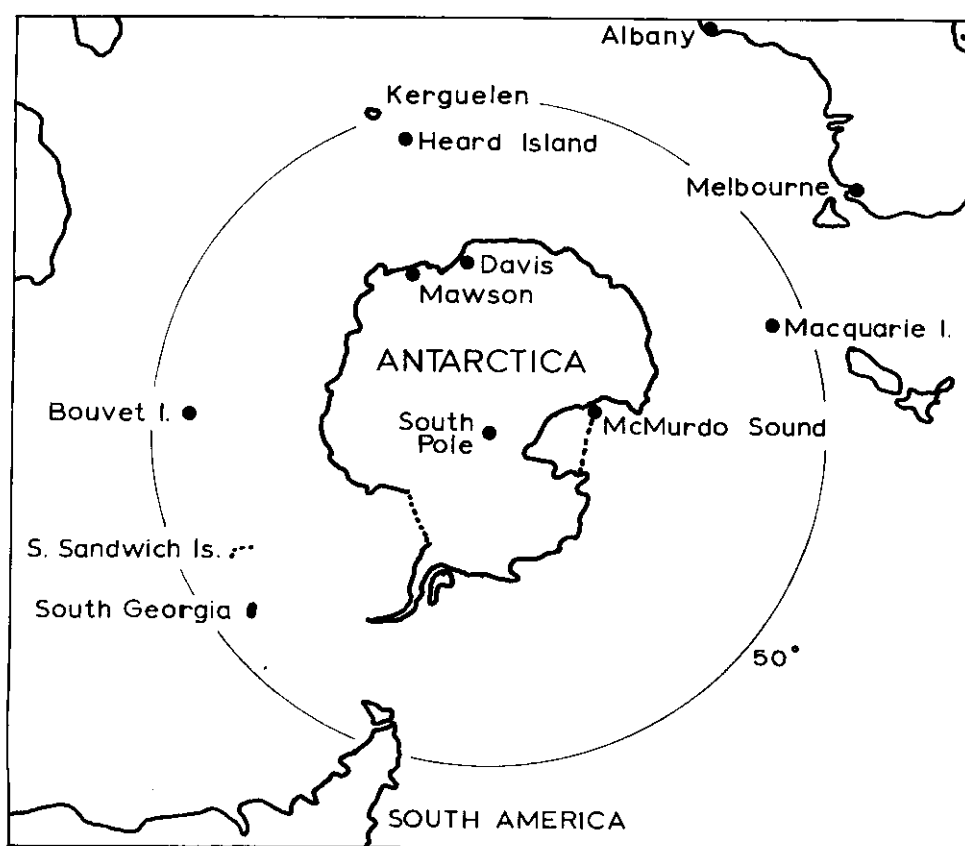 Albany
Kerguelen
Heard Island
Melbourne
Davis
Mawson
Macquarie I.
ANTARCTICA
Bouvet I.
South
Pole
McMurdo Sound
S. Sandwich Is.
South Georgia
50°
SOUTH AMERICA